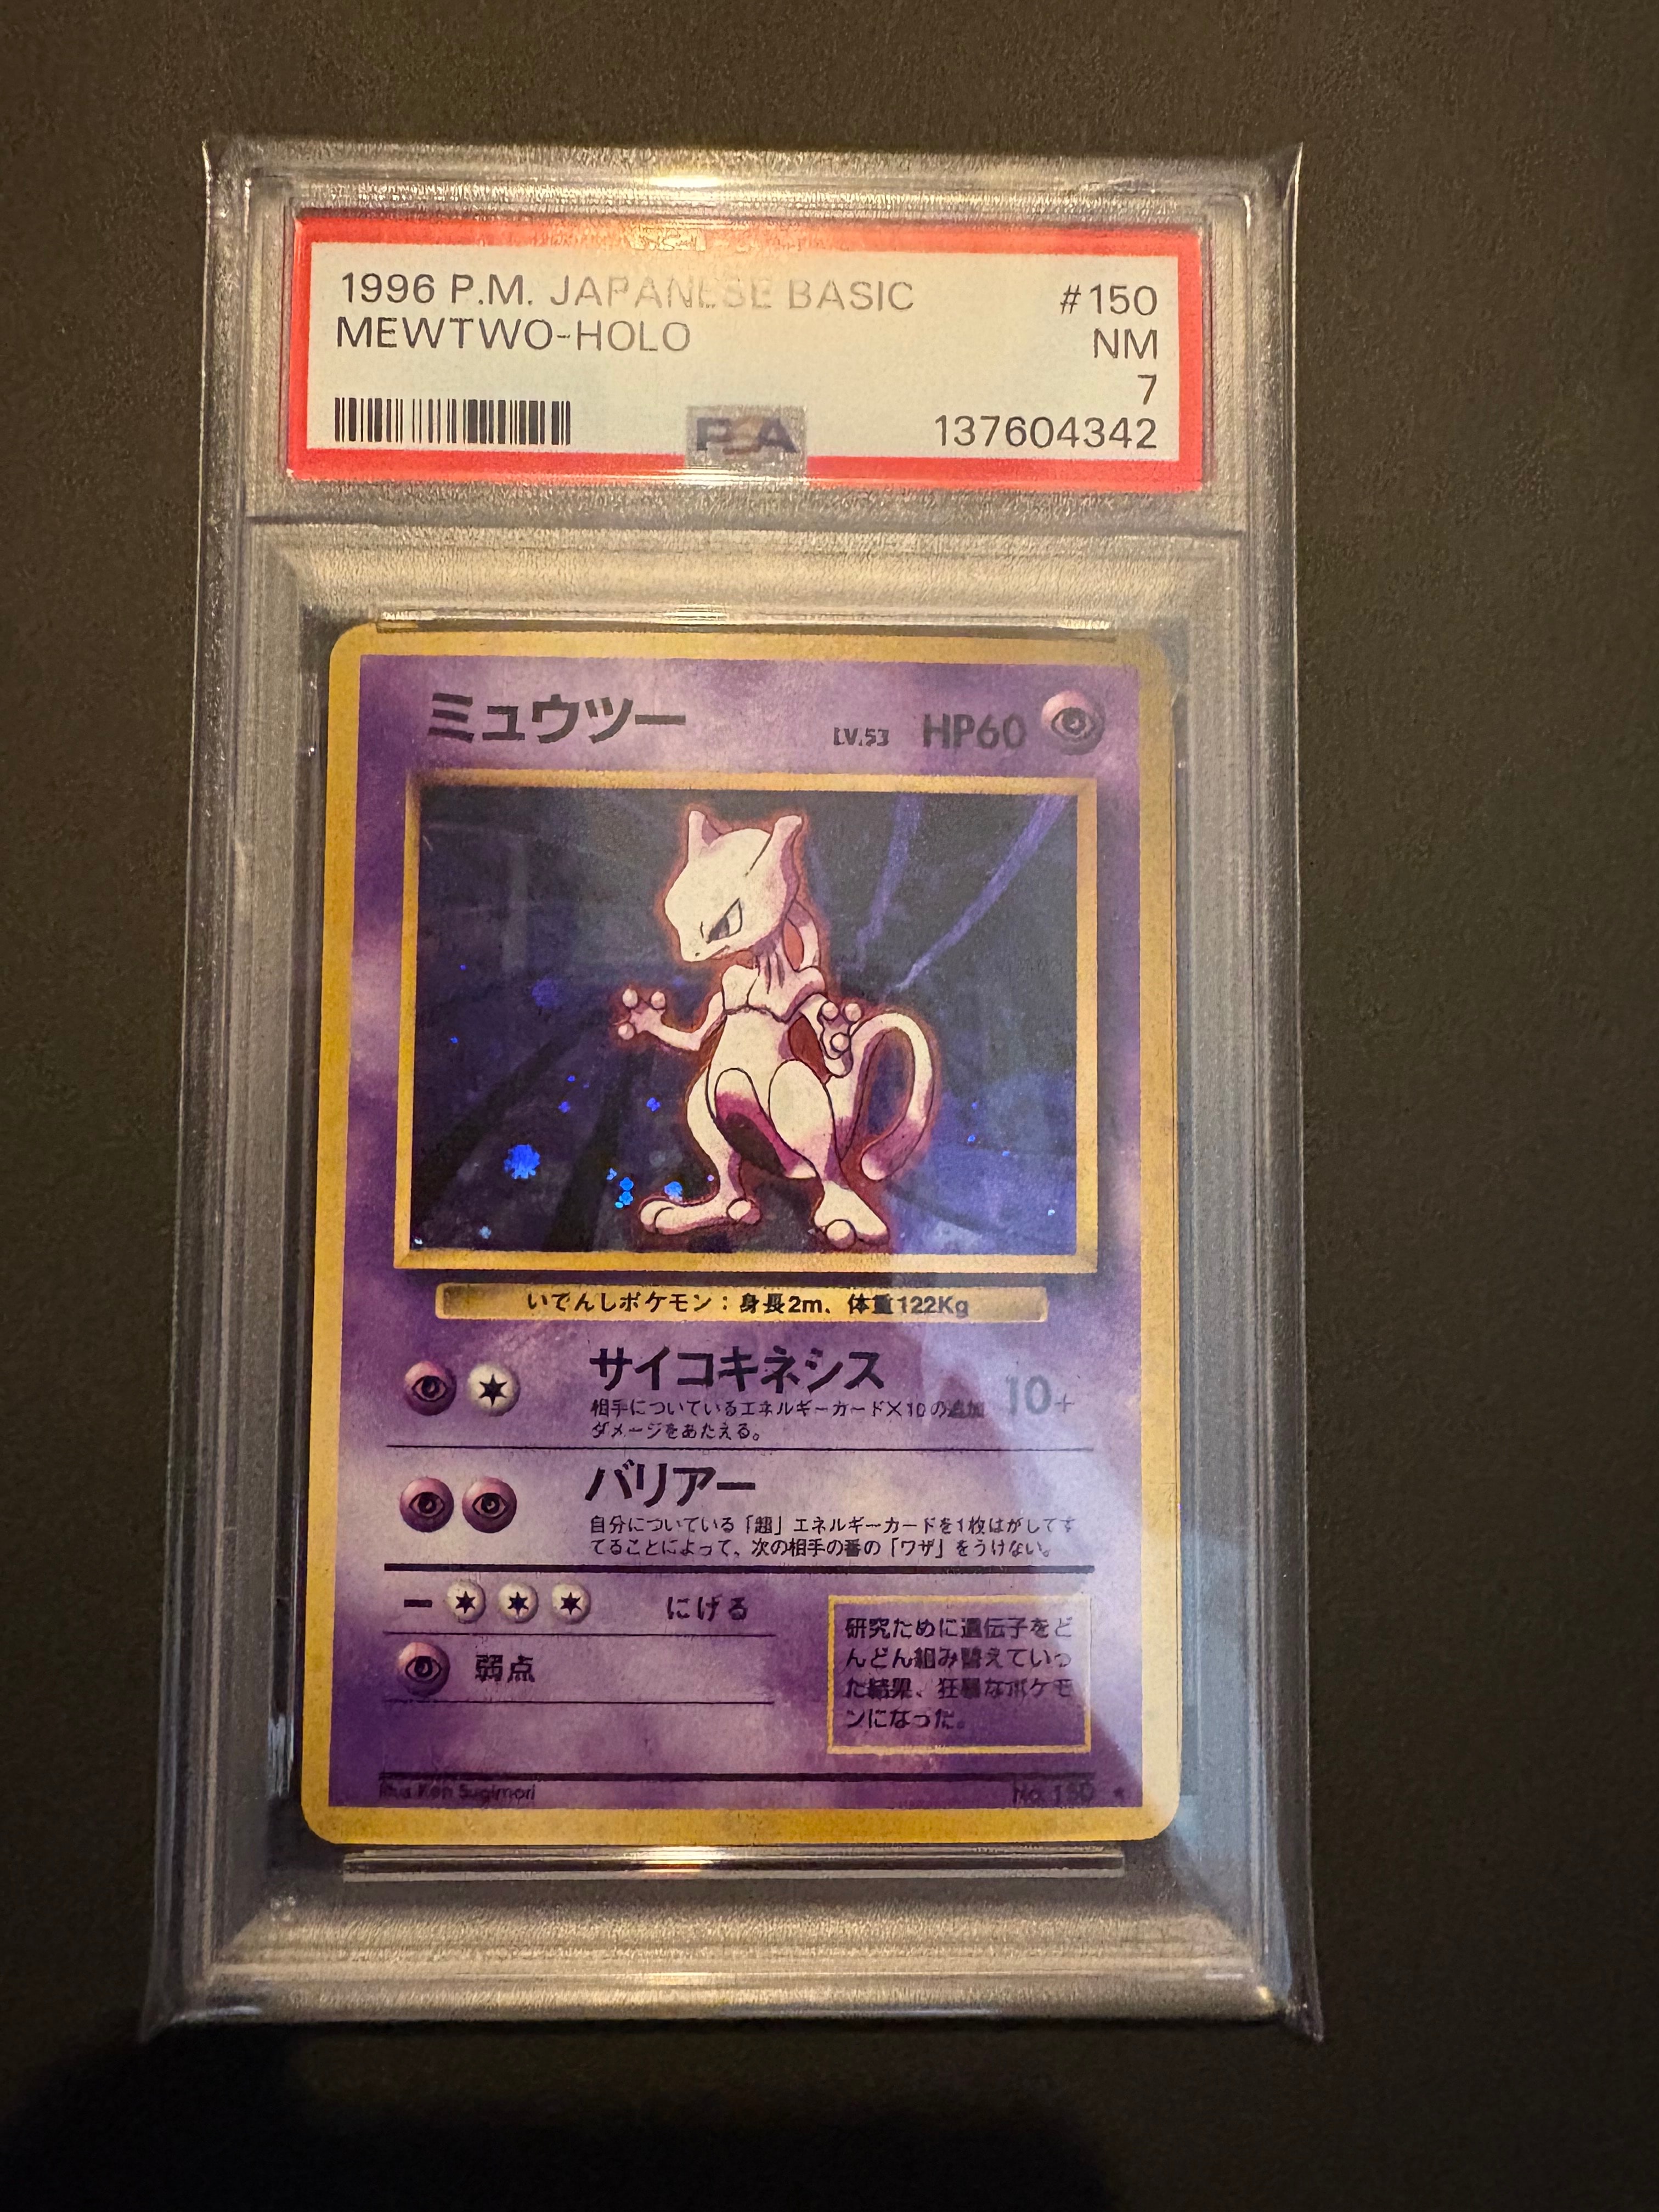 1996 P.M. JAPANESE BASIC #150
MEWTWO-HOLO NM
7
PSA 137604342
ミュウツー LV.53 HP60
いでんしポケモン：身長2m、体重122Kg
サイコキネシス 10+
相手についているエネルギーカード×10の追加
ダメージをあたえる。
バリアー
自分についている「超」エネルギーカードを1枚はがしてす
てることによって、次の相手の番の「ワザ」をうけない。
にげる
弱点
研究ために遺伝子をど
んどん組み替えていっ
た結果、狂暴なポケモ
ンになった。
Illus. Ken Sugimori No. 150 ★